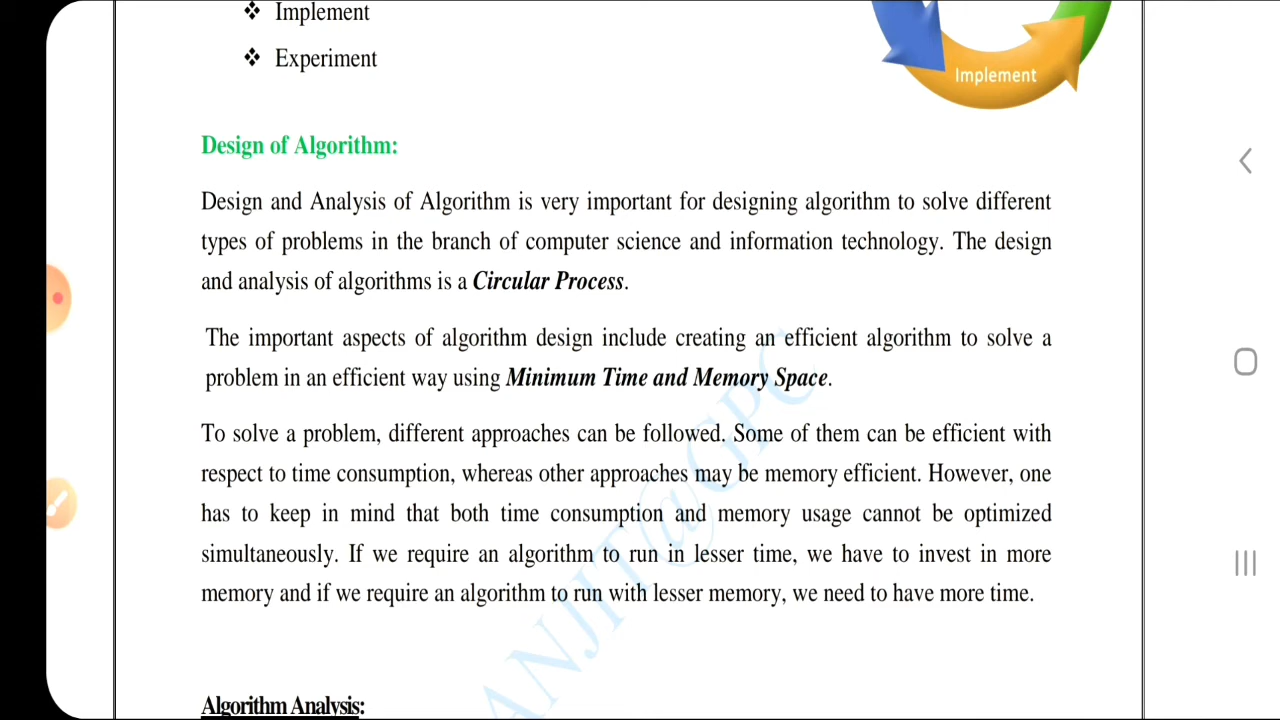 ❖ Implement
❖ Experiment
Implement
Design of Algorithm:
Design and Analysis of Algorithm is very important for designing algorithm to solve different
types of problems in the branch of computer science and information technology. The design
and analysis of algorithms is a Circular Process.
The important aspects of algorithm design include creating an efficient algorithm to solve a
problem in an efficient way using Minimum Time and Memory Space.
To solve a problem, different approaches can be followed. Some of them can be efficient with
respect to time consumption, whereas other approaches may be memory efficient. However, one
has to keep in mind that both time consumption and memory usage cannot be optimized
simultaneously. If we require an algorithm to run in lesser time, we have to invest in more
memory and if we require an algorithm to run with lesser memory, we need to have more time.
ANJIT@GPC
Algorithm Analysis: